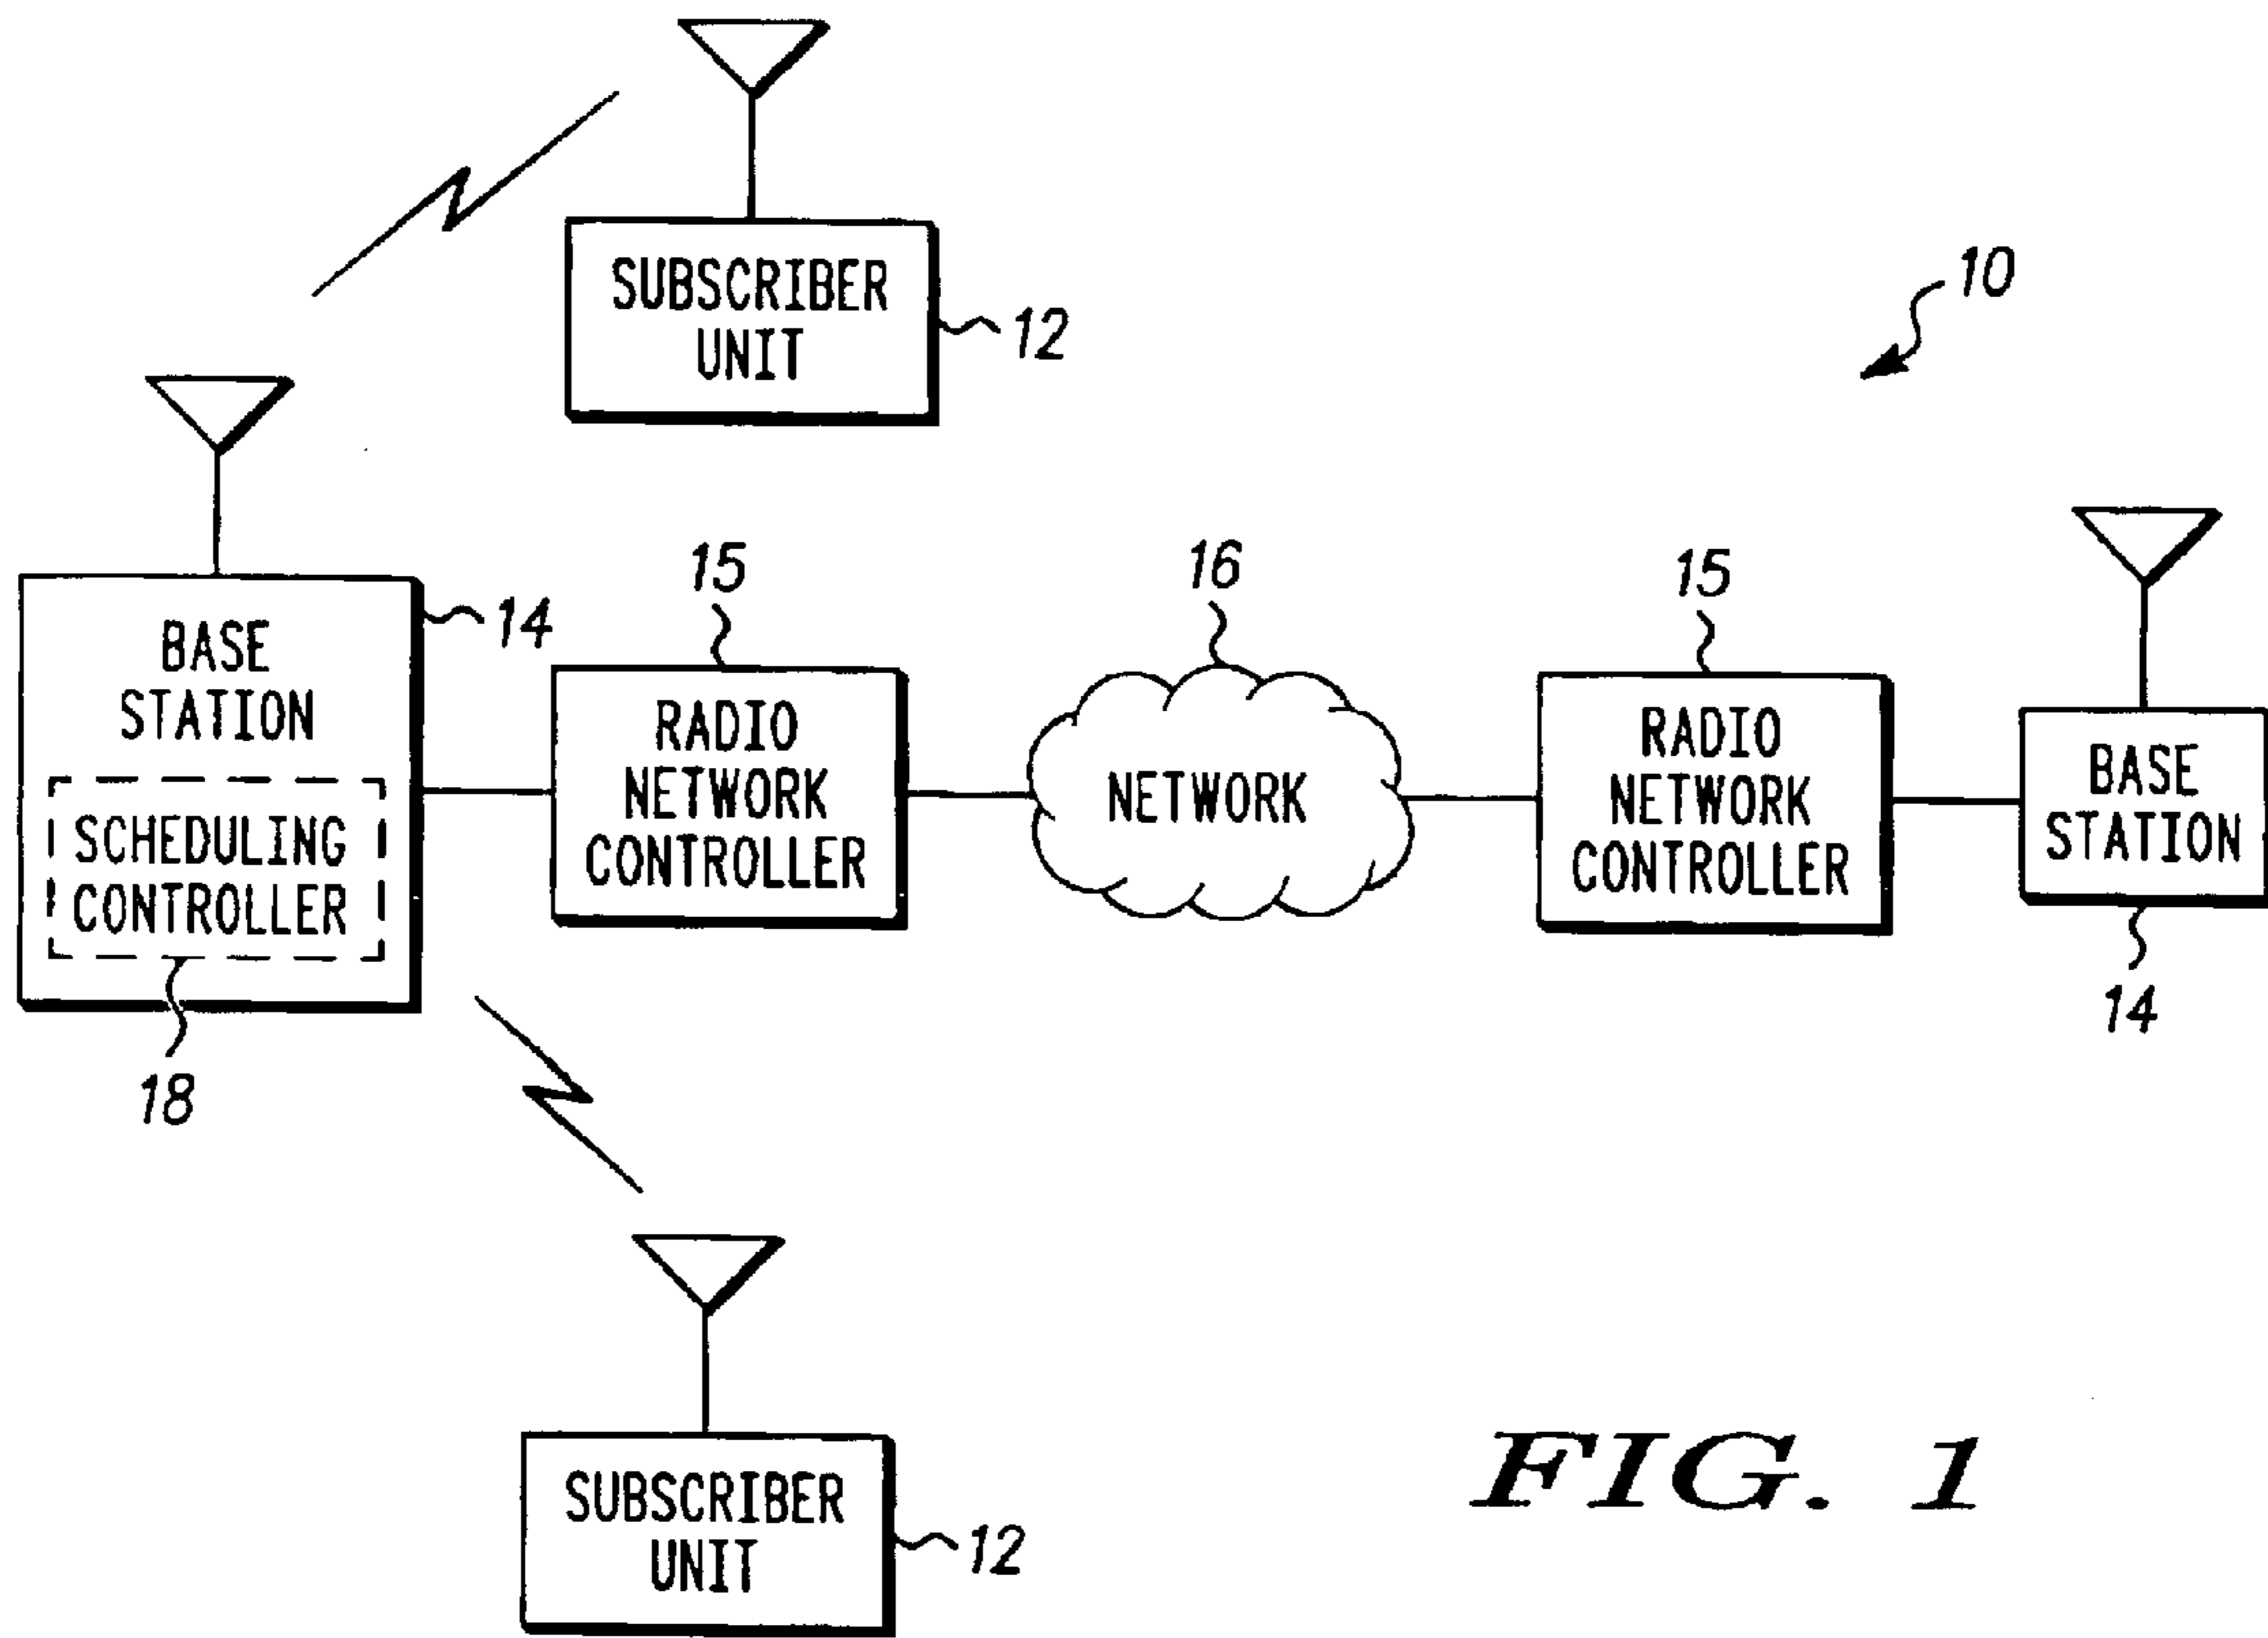 SUBSCRIBER
UNIT
12
10
BASE
STATION
14
SCHEDULING
CONTROLLER
18
15
RADIO
NETWORK
CONTROLLER
16
NETWORK
15
RADIO
NETWORK
CONTROLLER
BASE
STATION
14
SUBSCRIBER
UNIT
12
FIG. 1